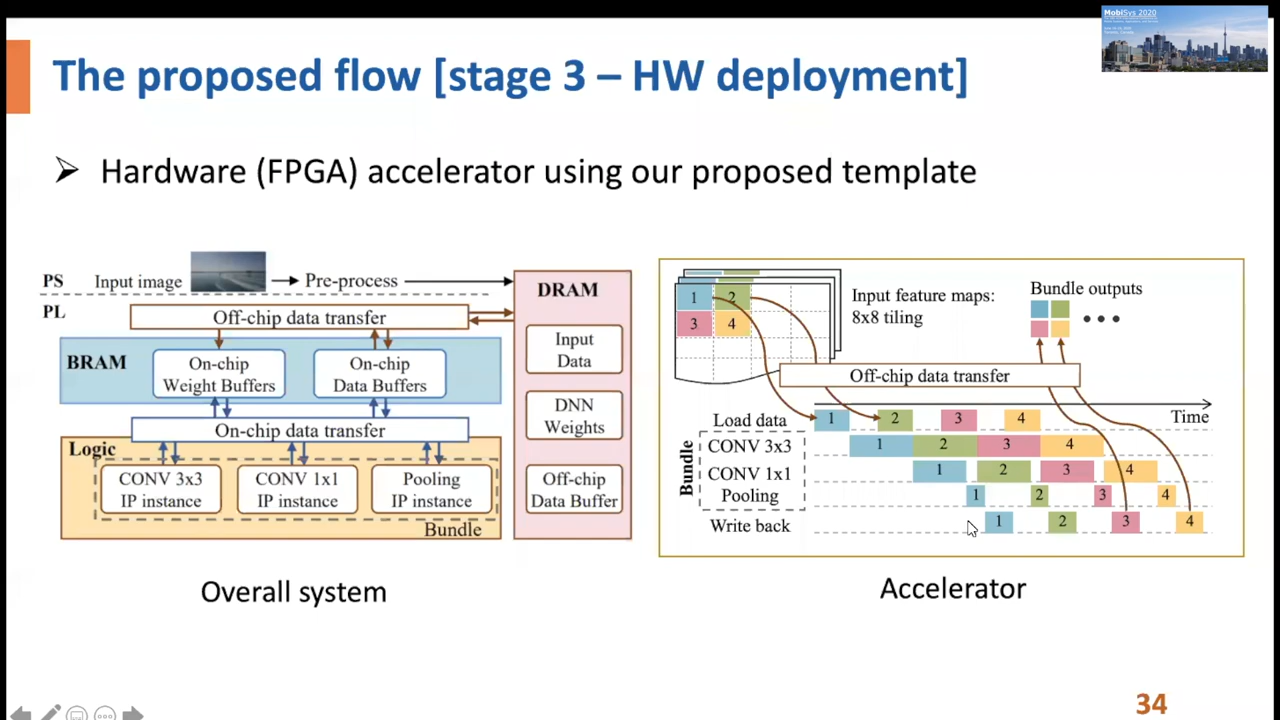 MobiSys 2020
The proposed flow [stage 3 – HW deployment]
➢ Hardware (FPGA) accelerator using our proposed template
PS Input image Pre-process
PL
Off-chip data transfer
BRAM
On-chip
Weight Buffers
On-chip
Data Buffers
On-chip data transfer
Logic
CONV 3x3
IP instance
CONV 1x1
IP instance
Pooling
IP instance
Bundle
DRAM
Input
Data
DNN
Weights
Off-chip
Data Buffer
Overall system
1 2
3 4
Input feature maps:
8x8 tiling
Bundle outputs
Off-chip data transfer
Time
Load data 1 2 3 4
Bundle
CONV 3x3 1 2 3 4
CONV 1x1 1 2 3 4
Pooling 1 2 3 4
Write back 1 2 3 4
Accelerator
34